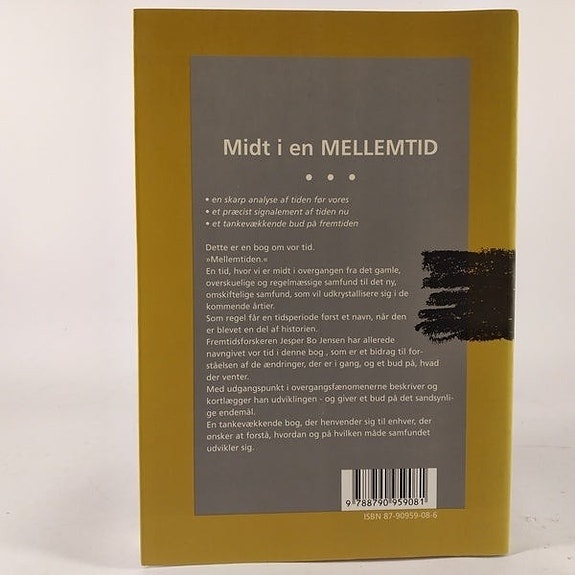 Midt i en MELLEMTID
• • •
• en skarp analyse af tiden før vores
• et præcist signalement af tiden nu
• et tankevækkende bud på fremtiden
Dette er en bog om vor tid.
»Mellemtiden.«
En tid, hvor vi er midt i overgangen fra det gamle,
overskuelige og regelmæssige samfund til det ny,
omskiftelige samfund, som vil udkrystallisere sig i de
kommende årtier.
Som regel får en tidsperiode først et navn, når den
er blevet en del af historien.
Fremtidsforskeren Jesper Bo Jensen har allerede
navngivet vor tid i denne bog , som er et bidrag til for-
ståelsen af de ændringer, der er i gang, og et bud på, hvad
der venter.
Med udgangspunkt i overgangsfænomenerne beskriver og
kortlægger han udviklingen - og giver et bud på det sandsynli-
ge endemål.
En tankevækkende bog, der henvender sig til enhver, der
ønsker at forstå, hvordan og på hvilken måde samfundet
udvikler sig.
9 788790 959081
ISBN 87-90959-08-6